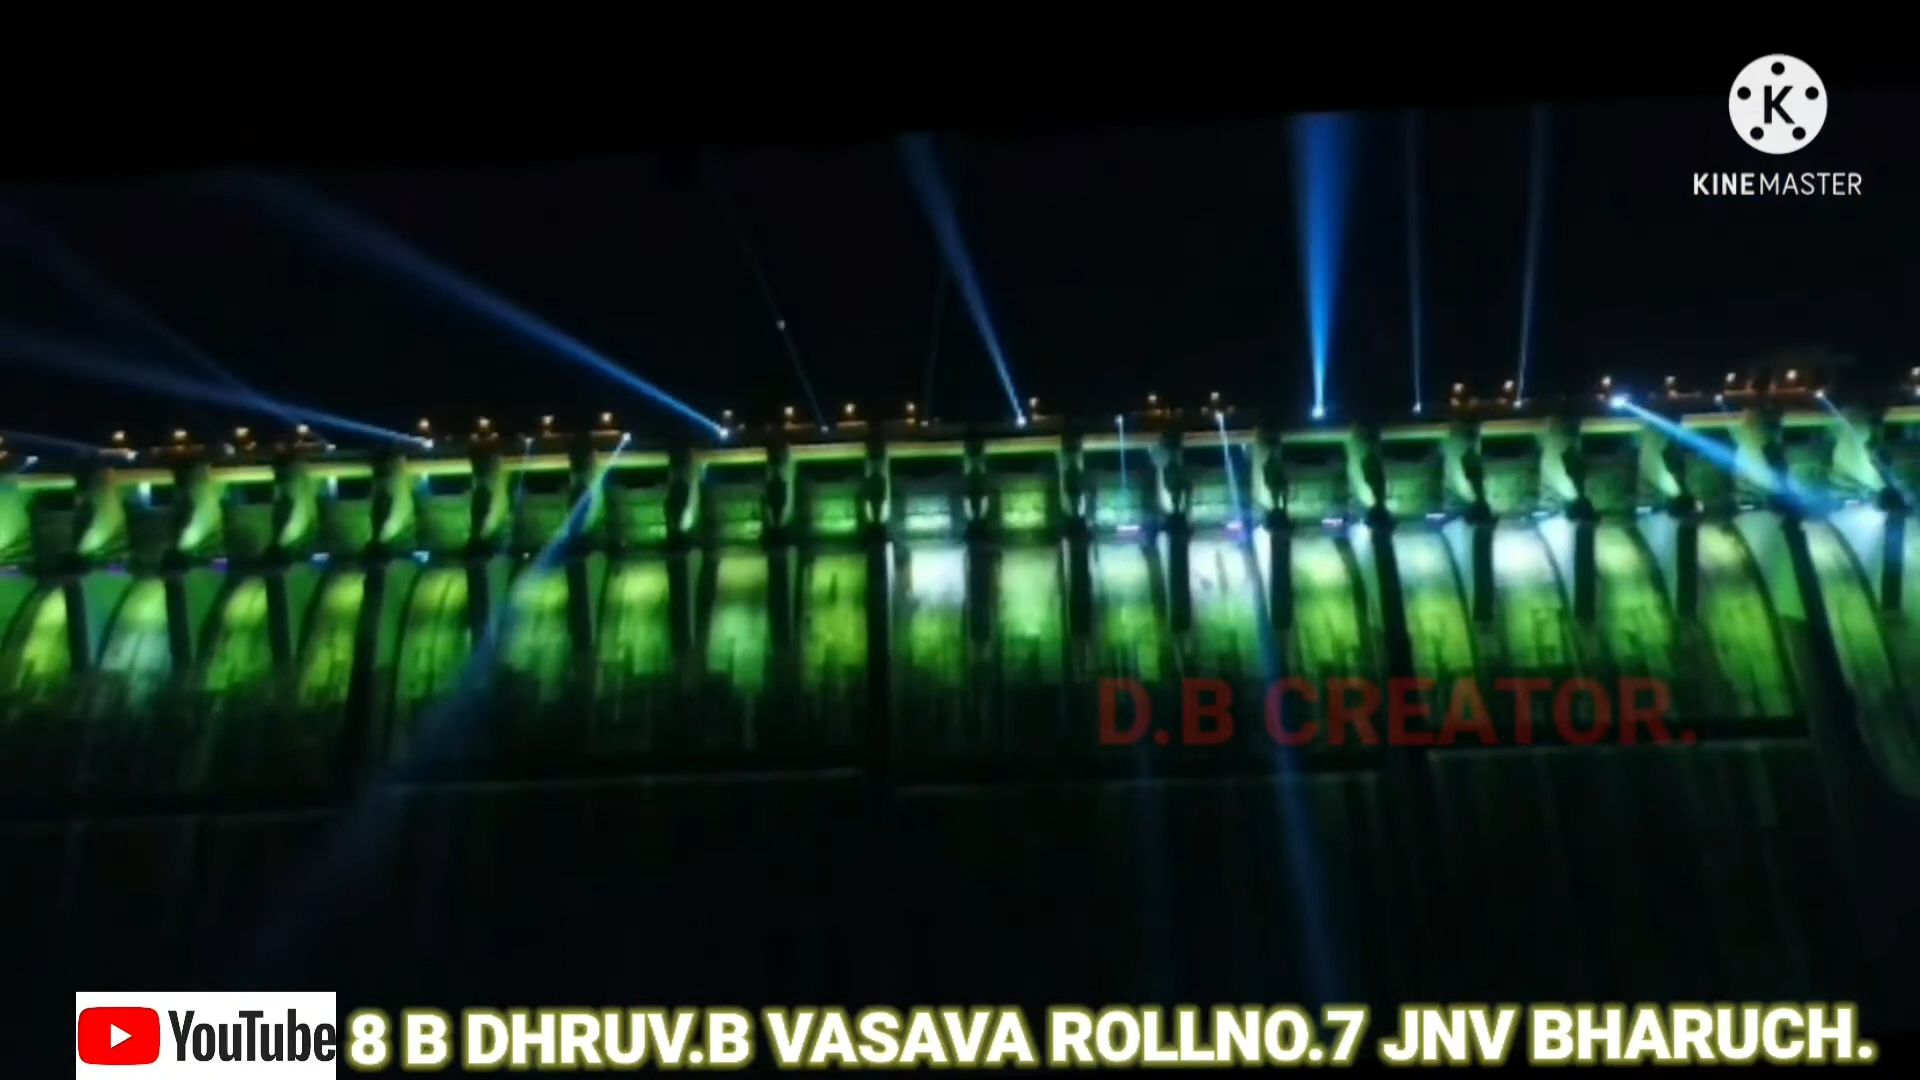 K
KINEMASTER
D.B CREATOR.
YouTube 8 B DHRUV.B VASAVA ROLLNO.7 JNV BHARUCH.